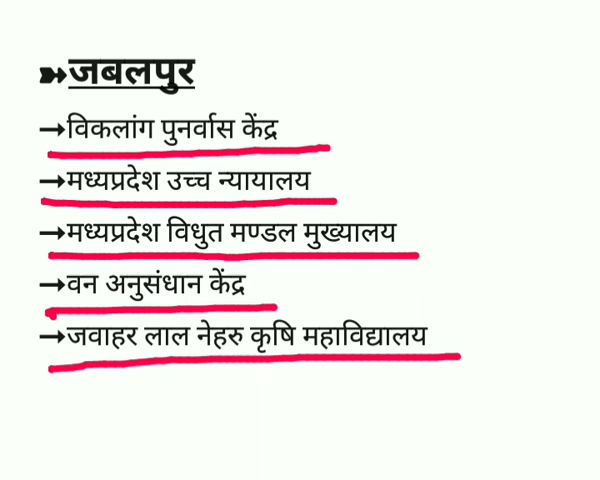 ➽जबलपुर
→विकलांग पुनर्वास केंद्र
→मध्यप्रदेश उच्च न्यायालय
→मध्यप्रदेश विधुत मण्डल मुख्यालय
→वन अनुसंधान केंद्र
→जवाहर लाल नेहरु कृषि महाविद्यालय